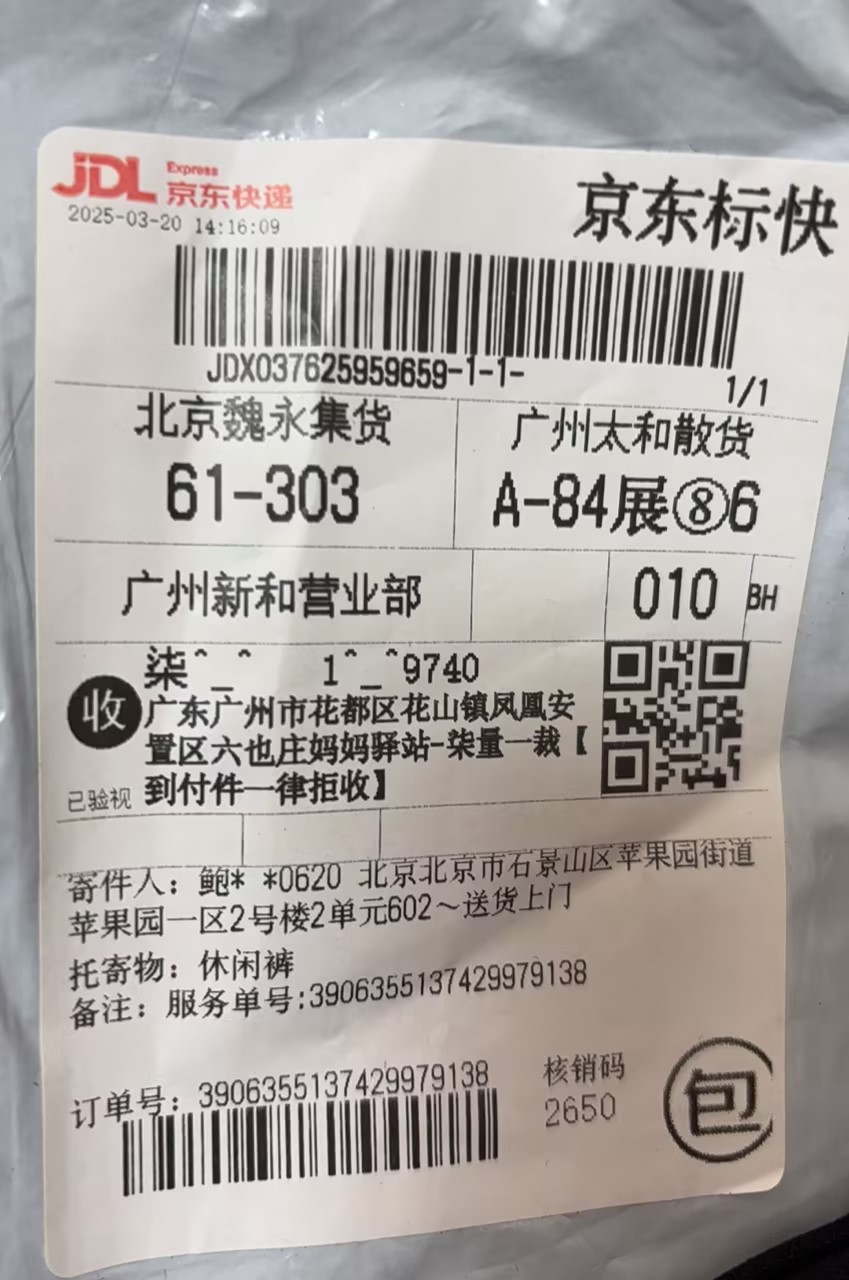 JDL Express
京东快递
2025-03-20 14:16:09
京东标快
JDX037625959659-1-1-
1/1
北京魏永集货
广州太和散货
61-303
A-84展⑧6
广州新和营业部
010
BH
收
柒^_^ 1^_^9740
广东广州市花都区花山镇凤凰安
置区六也庄妈妈驿站-柒量一裁【
到付件一律拒收】
已验视
寄件人：鲍* *0620 北京北京市石景山区苹果园街道
苹果园一区2号楼2单元602～送货上门
托寄物：休闲裤
备注：服务单号:3906355137429979138
订单号：3906355137429979138
核销码
2650
包